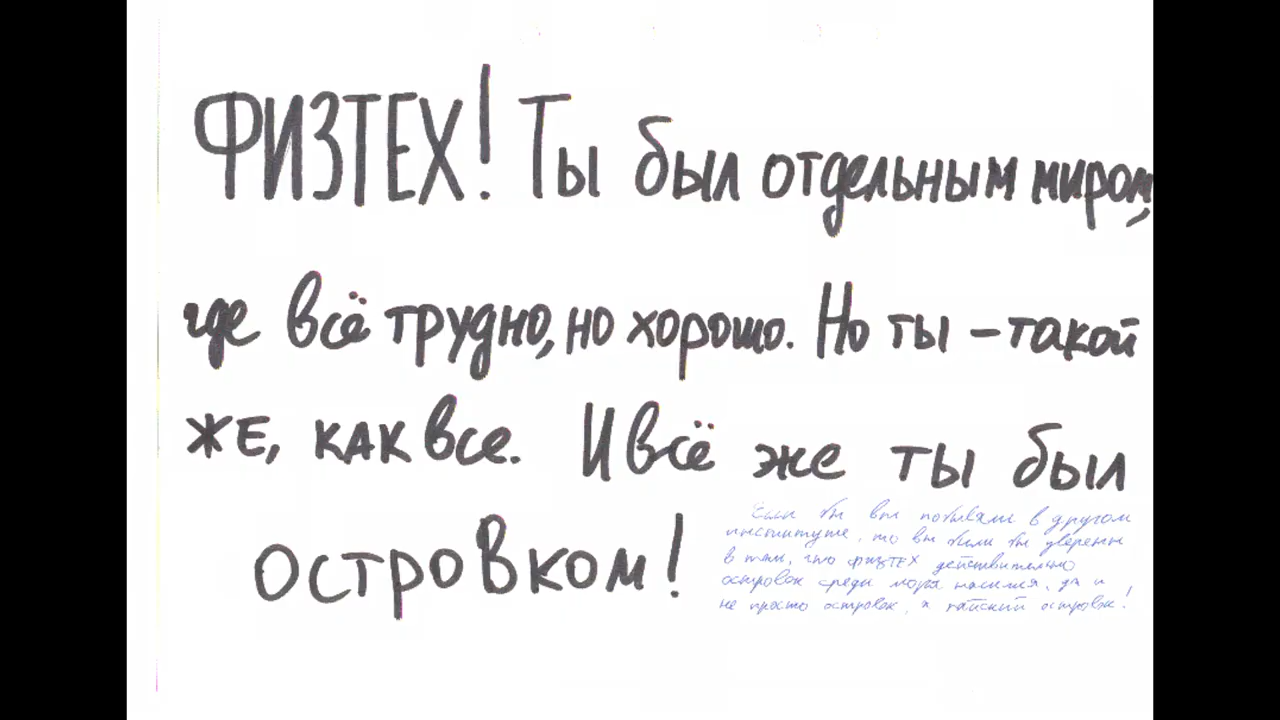 ФИЗТЕХ! Ты был отдельным миром,
где всё трудно, но хорошо. Но ты – такой
же, как все. И всё же ты был
островком!
Если бы вы побывали в другом
институте, то вы были бы уверены
в том, что физТЕХ действительно
островок среди моря насилия, да и
не просто островок, а райский островок!